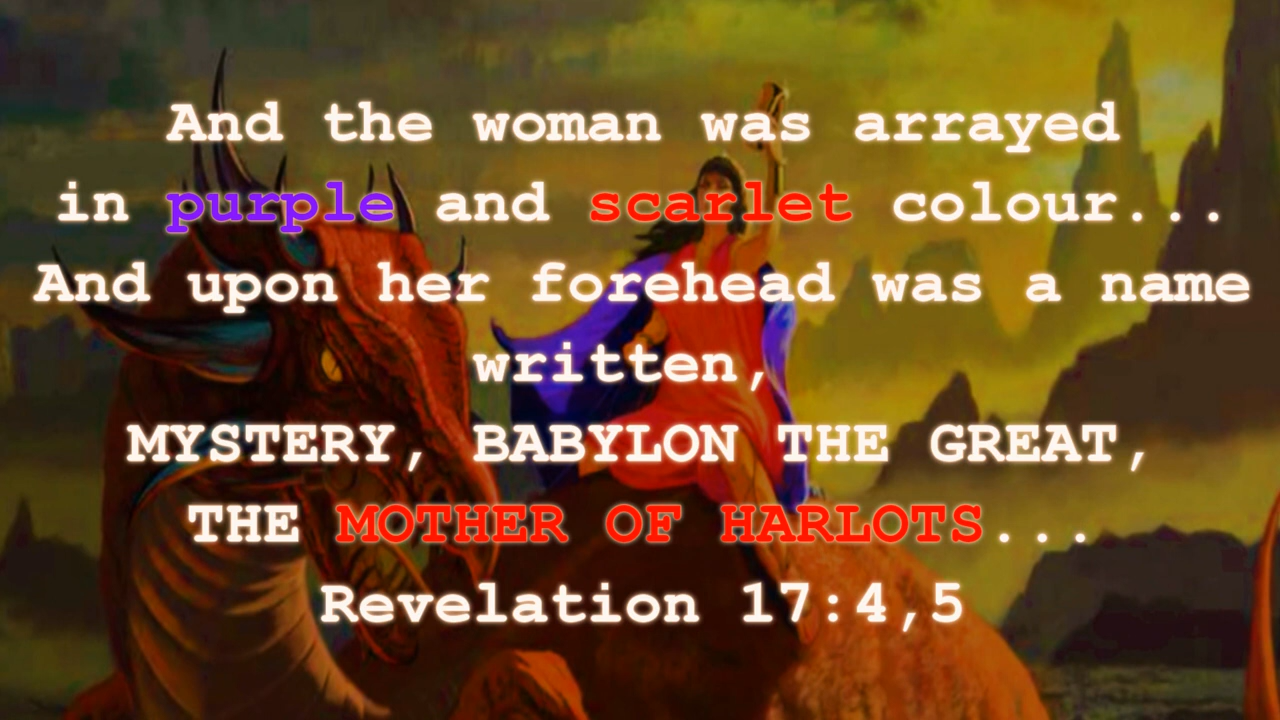 And the woman was arrayed
in purple and scarlet colour...
And upon her forehead was a name
written,
MYSTERY, BABYLON THE GREAT,
THE MOTHER OF HARLOTS...
Revelation 17:4,5